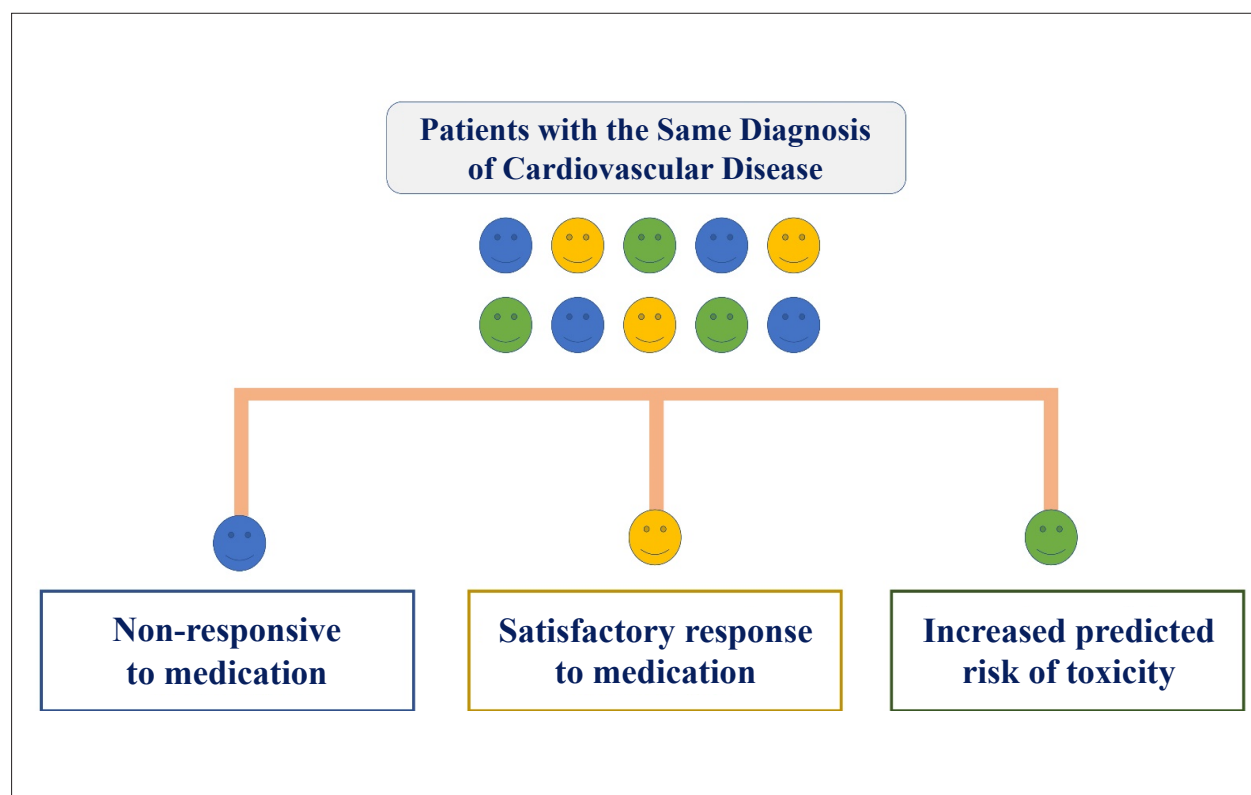 Patients with the Same Diagnosis
of Cardiovascular Disease
Non-responsive
to medication
Satisfactory response
to medication
Increased predicted
risk of toxicity